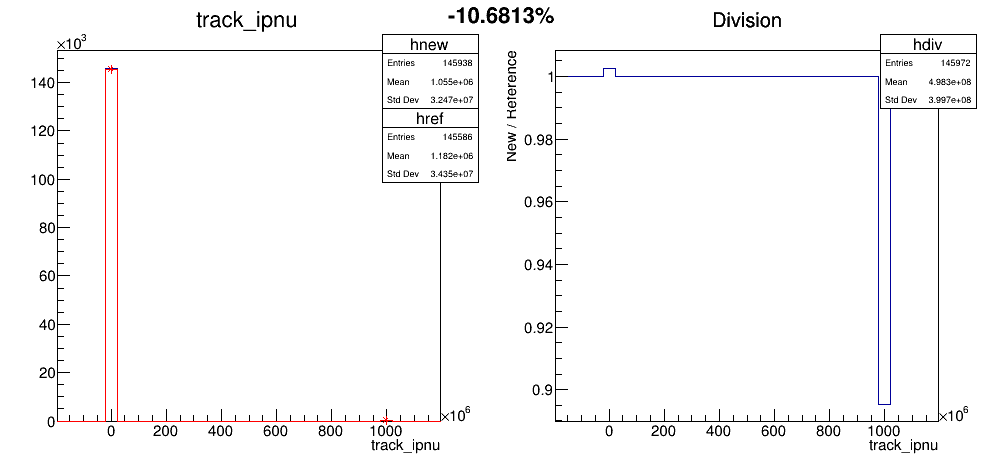 -10.6813%
track_ipnu
×10³
140
120
100
80
60
40
20
0
0 200 400 600 800 1000
×10⁶
track_ipnu
hnew
Entries 145938
Mean 1.055e+06
Std Dev 3.247e+07
href
Entries 145586
Mean 1.182e+06
Std Dev 3.435e+07
Division
New / Reference
1
0.98
0.96
0.94
0.92
0.9
0 200 400 600 800 1000
×10⁶
track_ipnu
hdiv
Entries 145972
Mean 4.983e+08
Std Dev 3.997e+08